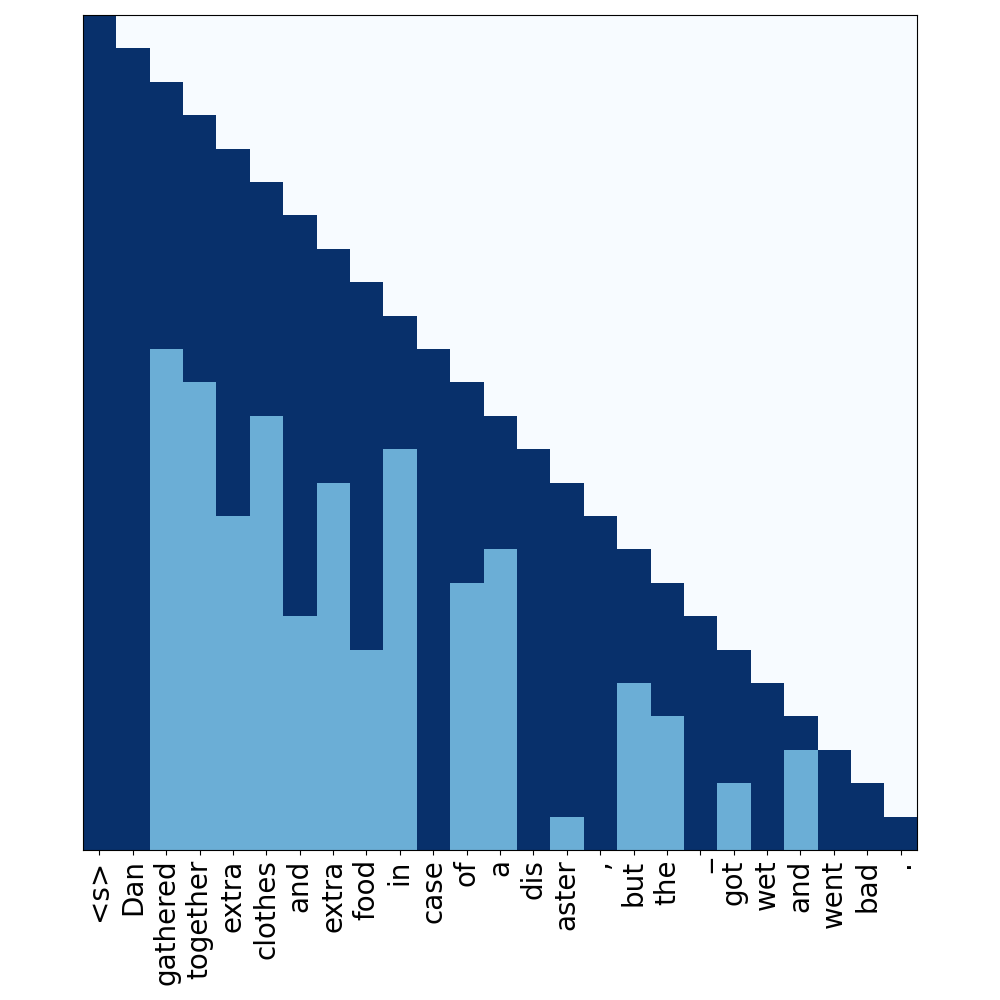 <s> Dan gathered together extra clothes and extra food in case of a dis aster , but the _ got wet and went bad .